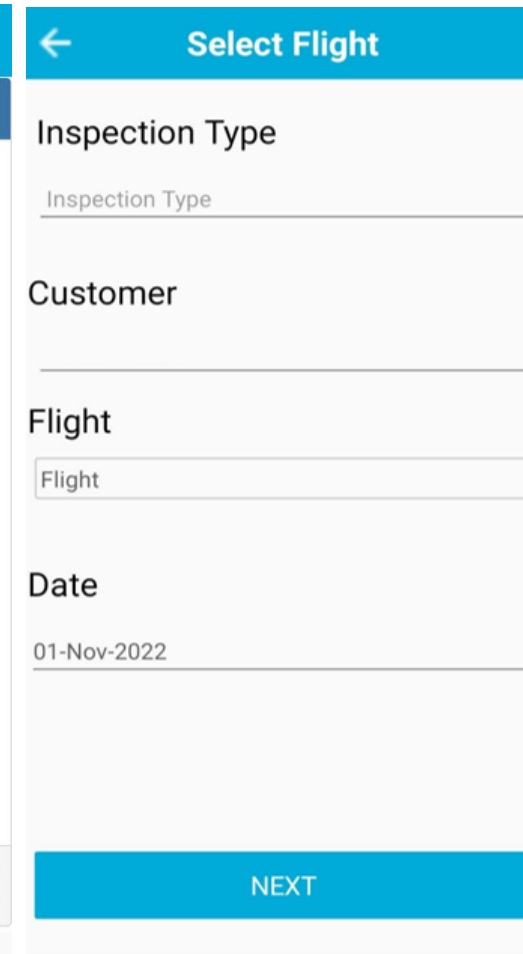 Select Flight
Inspection Type
Inspection Type
Customer
Flight
Flight
Date
01-Nov-2022
NEXT